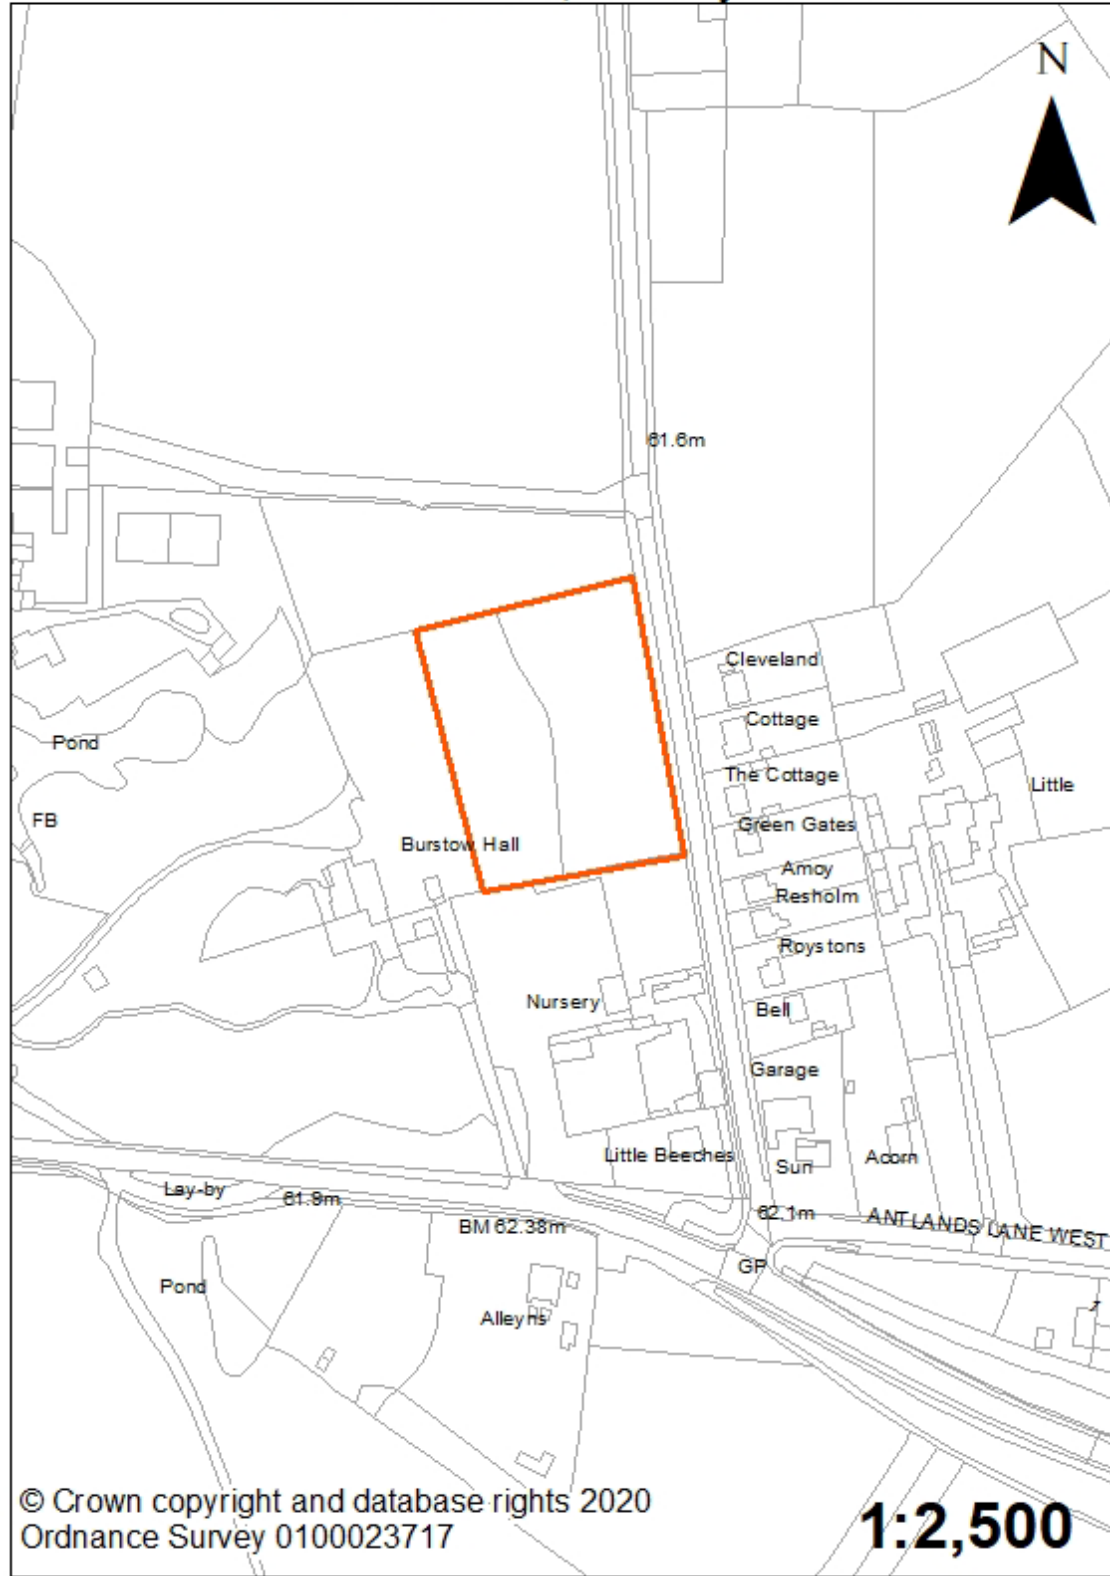 N
61.6m
Cleveland
Cottage
Pond
The Cottage
Little
FB
Green Gates
Burstow Hall
Amoy
Resholm
Roystons
Nursery
Bell
Garage
Little Beeches
Sun
Acorn
Lay-by
61.9m
62.1m
BM 62.38m
ANTLANDS LANE WEST
GP
Pond
Alleyns
© Crown copyright and database rights 2020
Ordnance Survey 0100023717
1:2,500